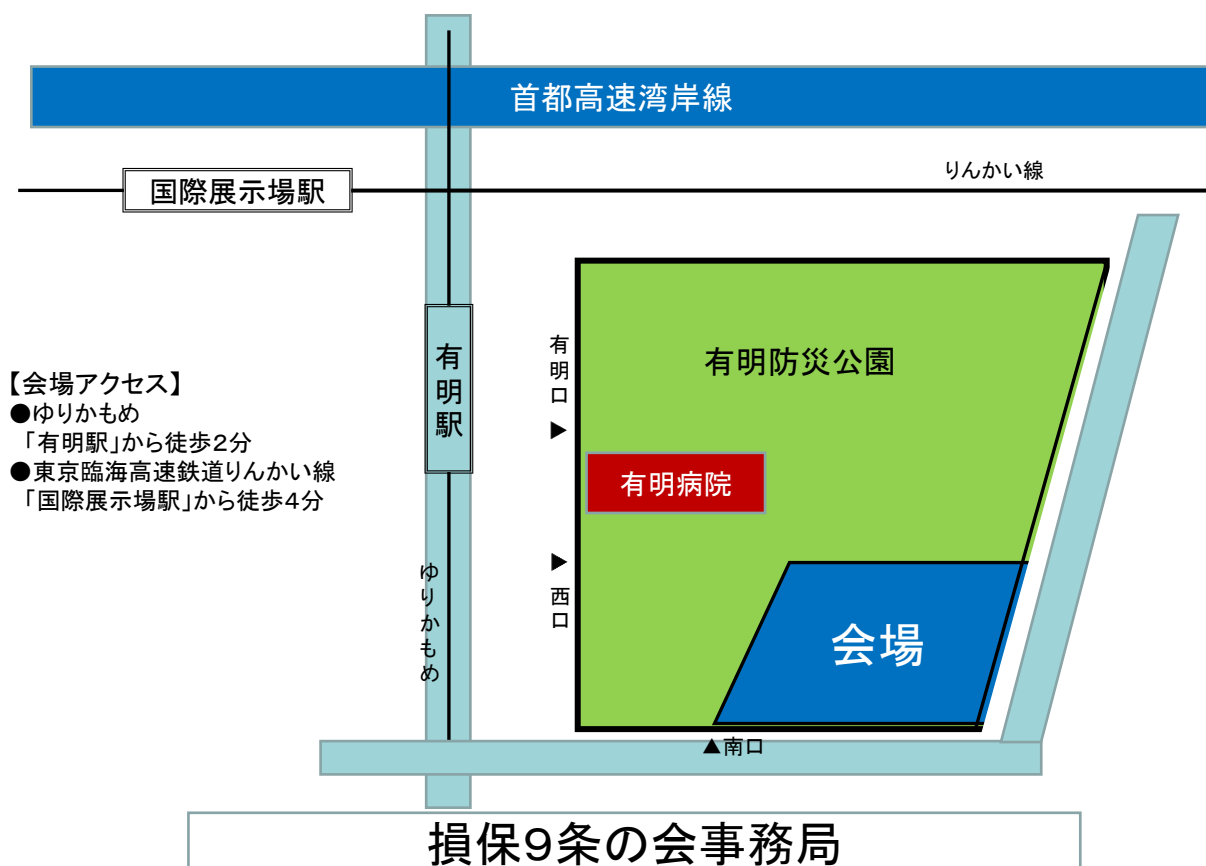 首都高速湾岸線
りんかい線
国際展示場駅
有明駅
有明口
▶
有明防災公園
【会場アクセス】
●ゆりかもめ
「有明駅」から徒歩2分
●東京臨海高速鉄道りんかい線
「国際展示場駅」から徒歩4分
有明病院
▶
西口
ゆりかもめ
会場
▲南口
損保9条の会事務局